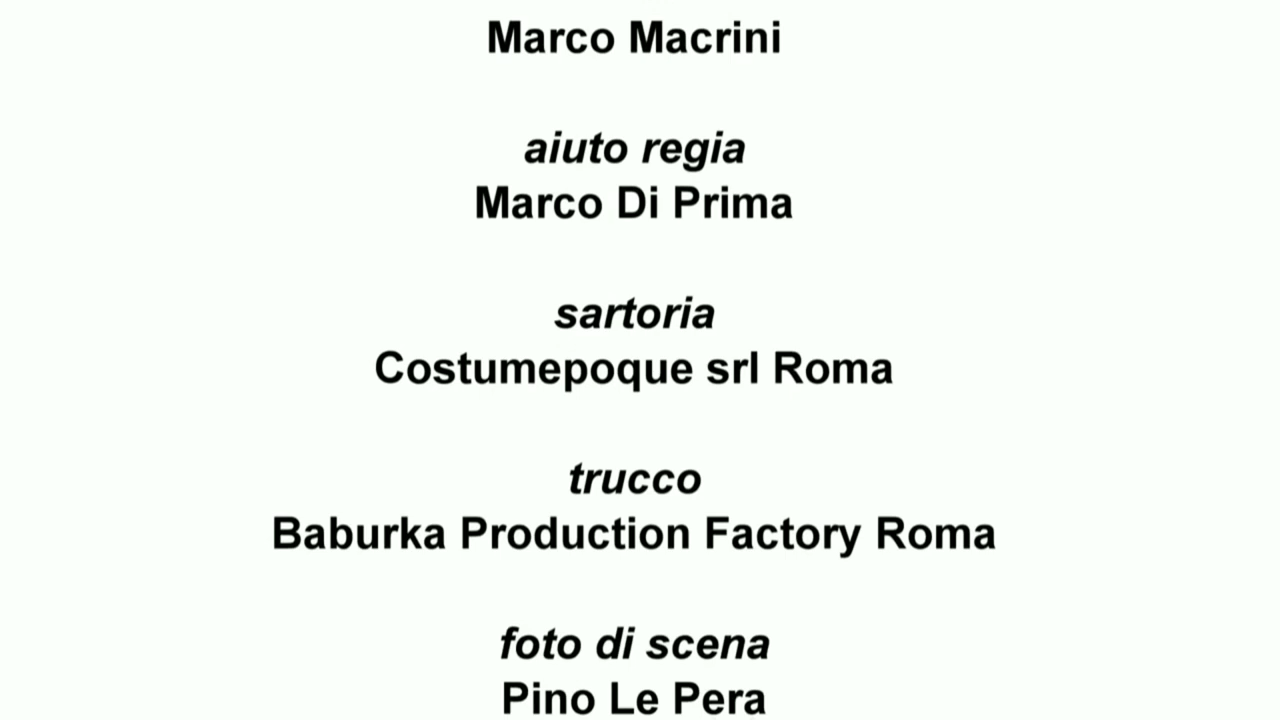 Marco Macrini
aiuto regia
Marco Di Prima
sartoria
Costumepoque srl Roma
trucco
Baburka Production Factory Roma
foto di scena
Pino Le Pera